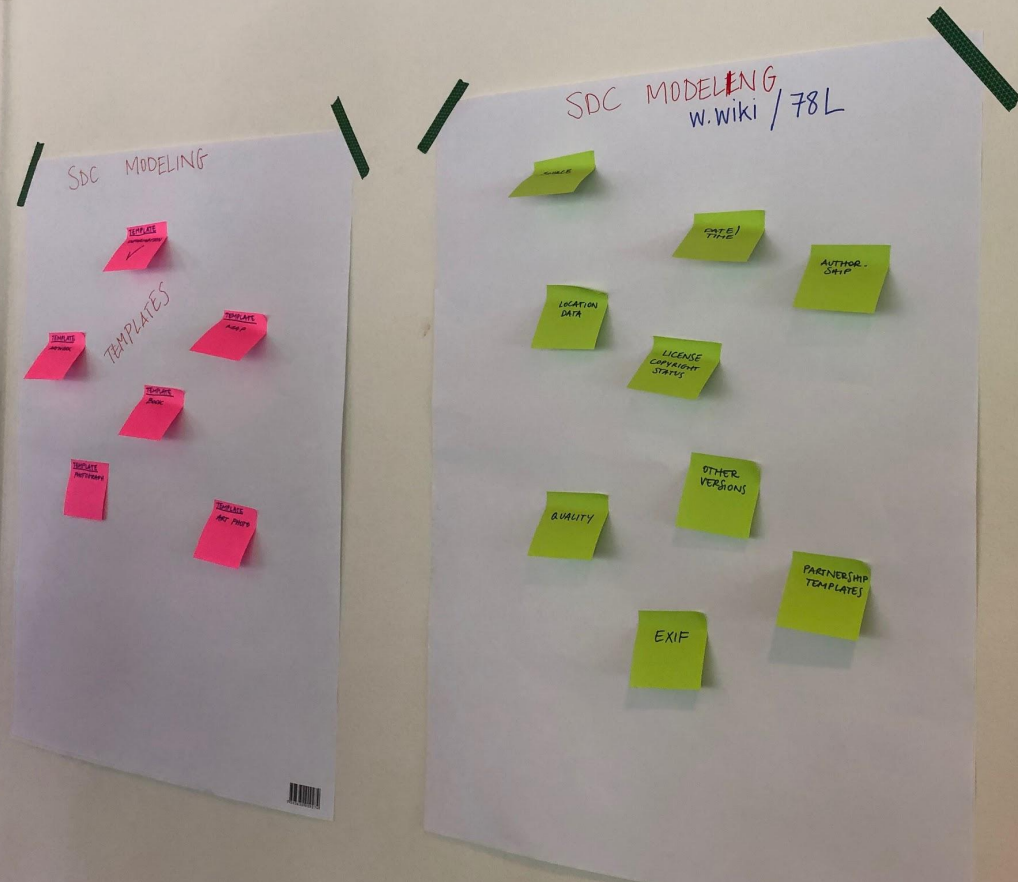 SDC MODELING
TEMPLATE
TEMPLATES
TEMPLATE
MAP
TEMPLATE
TEMPLATE
BOOK
TEMPLATE
TEMPLATE
ART PHOTO
SDC MODELING
w.wiki / 78L
DATE/
TIME
AUTHOR-
SHIP
LOCATION
DATA
LICENSE
COPYRIGHT
STATUS
OTHER
VERSIONS
QUALITY
PARTNERSHIP
TEMPLATES
EXIF